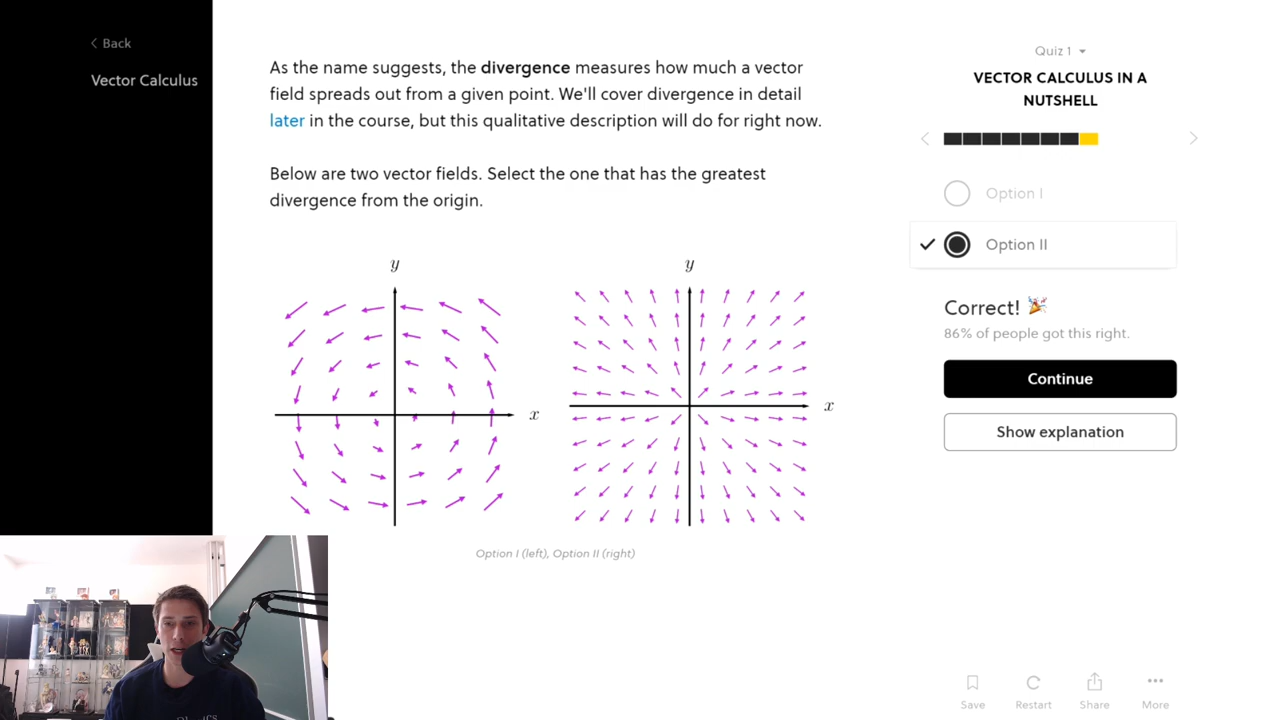 Back
Vector Calculus
As the name suggests, the divergence measures how much a vector
field spreads out from a given point. We'll cover divergence in detail
later in the course, but this qualitative description will do for right now.
Below are two vector fields. Select the one that has the greatest
divergence from the origin.
y
x
y
x
Option I (left), Option II (right)
Quiz 1
VECTOR CALCULUS IN A
NUTSHELL
Option I
Option II
Correct! 🎉
86% of people got this right.
Continue
Show explanation
Save
Restart
Share
More